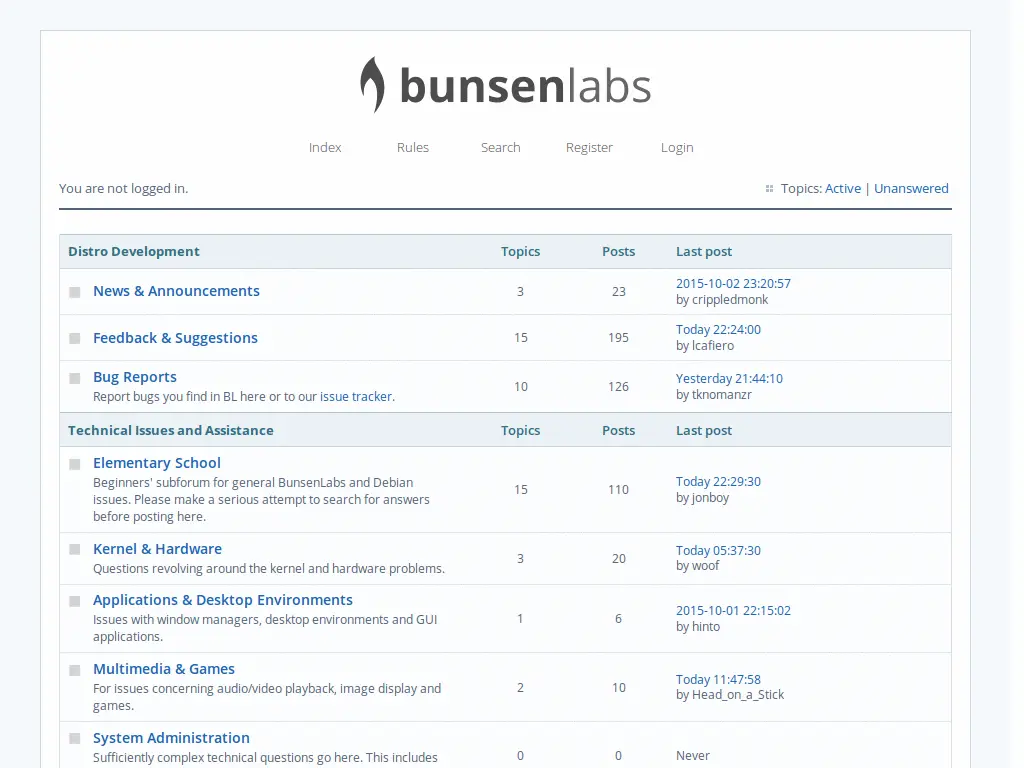 bunsenlabs
Index Rules Search Register Login
You are not logged in. Topics: Active | Unanswered
Distro Development Topics Posts Last post
News & Announcements 3 23 2015-10-02 23:20:57
by crippledmonk
Feedback & Suggestions 15 195 Today 22:24:00
by lcafiero
Bug Reports
Report bugs you find in BL here or to our issue tracker. 10 126 Yesterday 21:44:10
by tknomanzr
Technical Issues and Assistance Topics Posts Last post
Elementary School
Beginners' subforum for general BunsenLabs and Debian
issues. Please make a serious attempt to search for answers
before posting here.
15 110 Today 22:29:30
by jonboy
Kernel & Hardware
Questions revolving around the kernel and hardware problems.
3 20 Today 05:37:30
by woof
Applications & Desktop Environments
Issues with window managers, desktop environments and GUI
applications.
1 6 2015-10-01 22:15:02
by hinto
Multimedia & Games
For issues concerning audio/video playback, image display and
games.
2 10 Today 11:47:58
by Head_on_a_Stick
System Administration
Sufficiently complex technical questions go here. This includes
0 0 Never